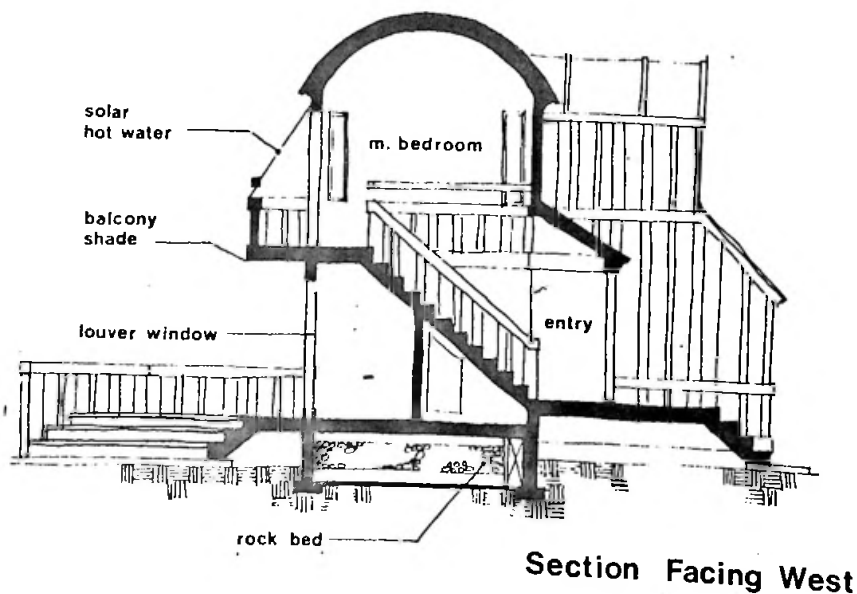 solar
hot water
m. bedroom
balcony
shade
louver window
entry
rock bed
Section Facing West